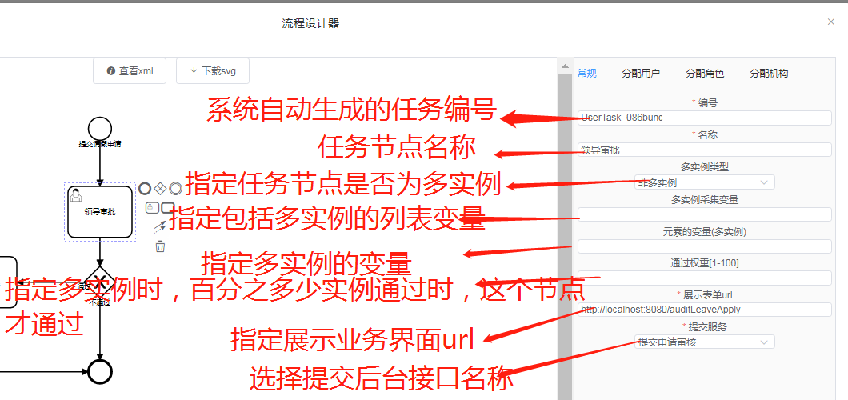 流程设计器
查看xml
下载svg
常规
分配用户
分配角色
分配机构
系统自动生成的任务编号
* 编号
UserTask_086bunc
任务节点名称
* 名称
领导审批
提交请假申请
多实例类型
指定任务节点是否为多实例
非多实例
领导审批
多实例采集变量
指定包括多实例的列表变量
元素的变量(多实例)
指定多实例的变量
通过权重[1-100]
指定多实例时，百分之多少实例通过时，这个节点
才通过
不通过
* 展示表单url
http://localhost:8080/auditLeaveApply
指定展示业务界面url
* 提交服务
提交申请审核
选择提交后台接口名称